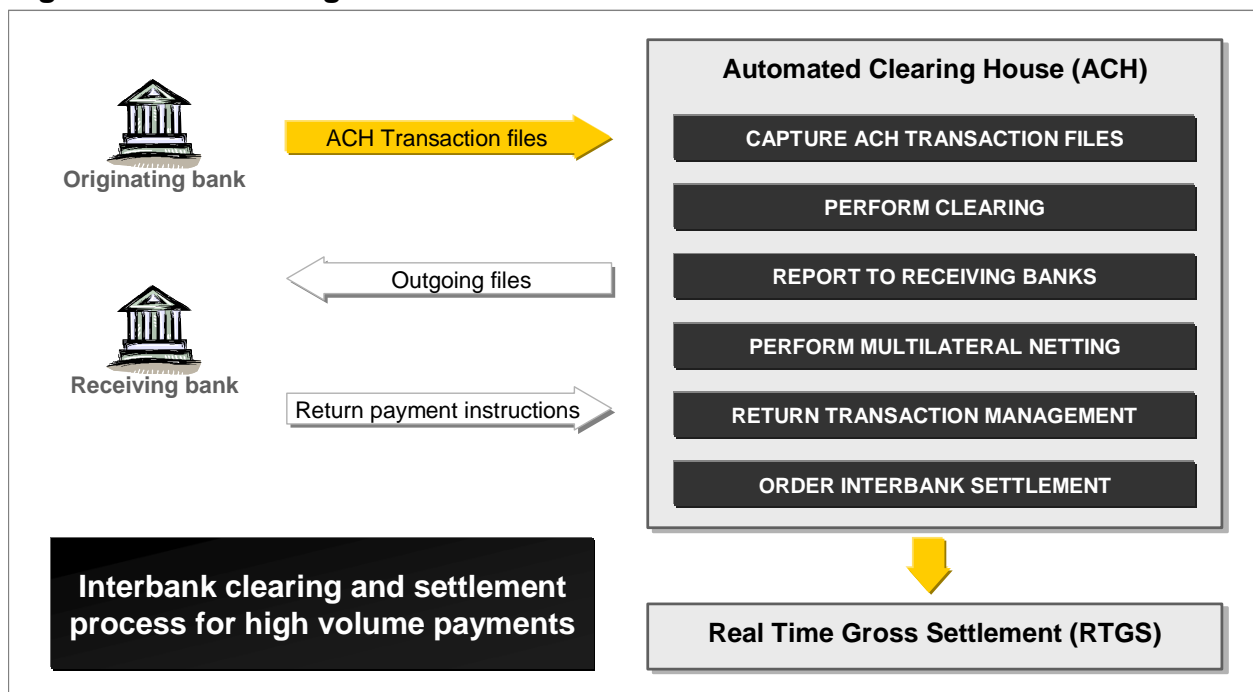 Automated Clearing House (ACH)
ACH Transaction files
CAPTURE ACH TRANSACTION FILES
Originating bank
PERFORM CLEARING
Outgoing files
REPORT TO RECEIVING BANKS
PERFORM MULTILATERAL NETTING
Receiving bank
Return payment instructions
RETURN TRANSACTION MANAGEMENT
ORDER INTERBANK SETTLEMENT
Interbank clearing and settlement
process for high volume payments
Real Time Gross Settlement (RTGS)